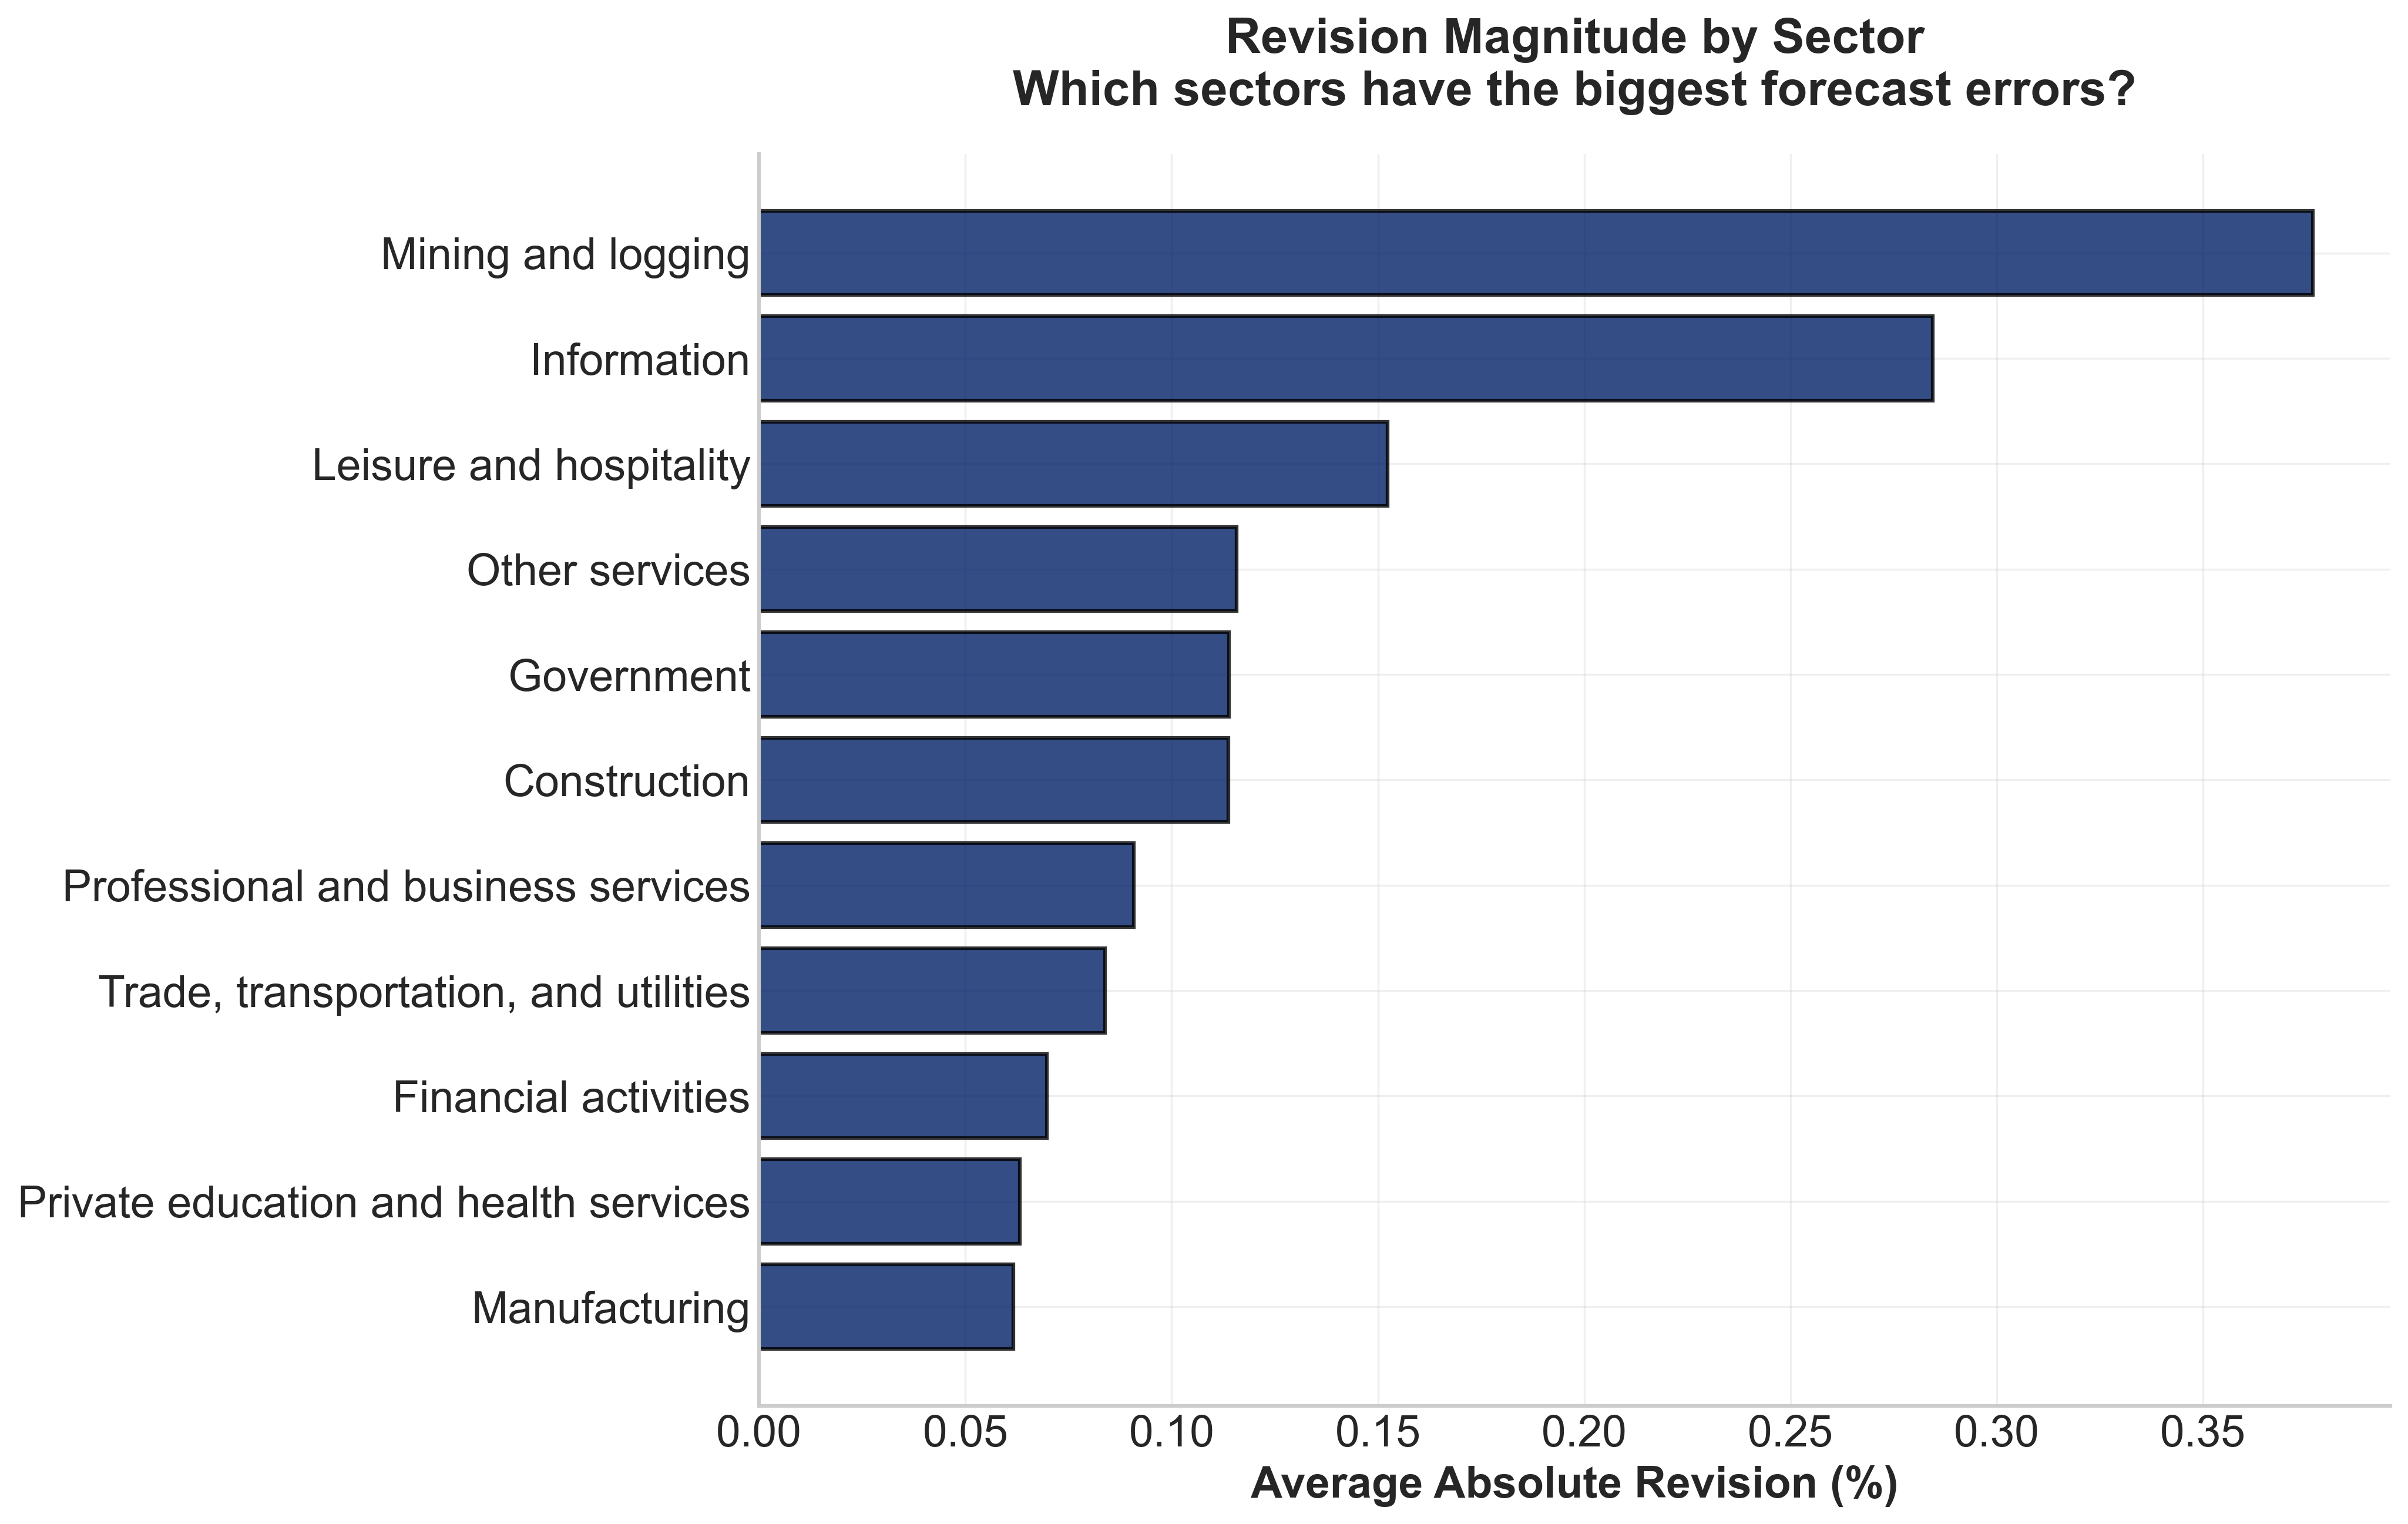 Revision Magnitude by Sector
Which sectors have the biggest forecast errors?
Mining and logging
Information
Leisure and hospitality
Other services
Government
Construction
Professional and business services
Trade, transportation, and utilities
Financial activities
Private education and health services
Manufacturing
0.00 0.05 0.10 0.15 0.20 0.25 0.30 0.35
Average Absolute Revision (%)